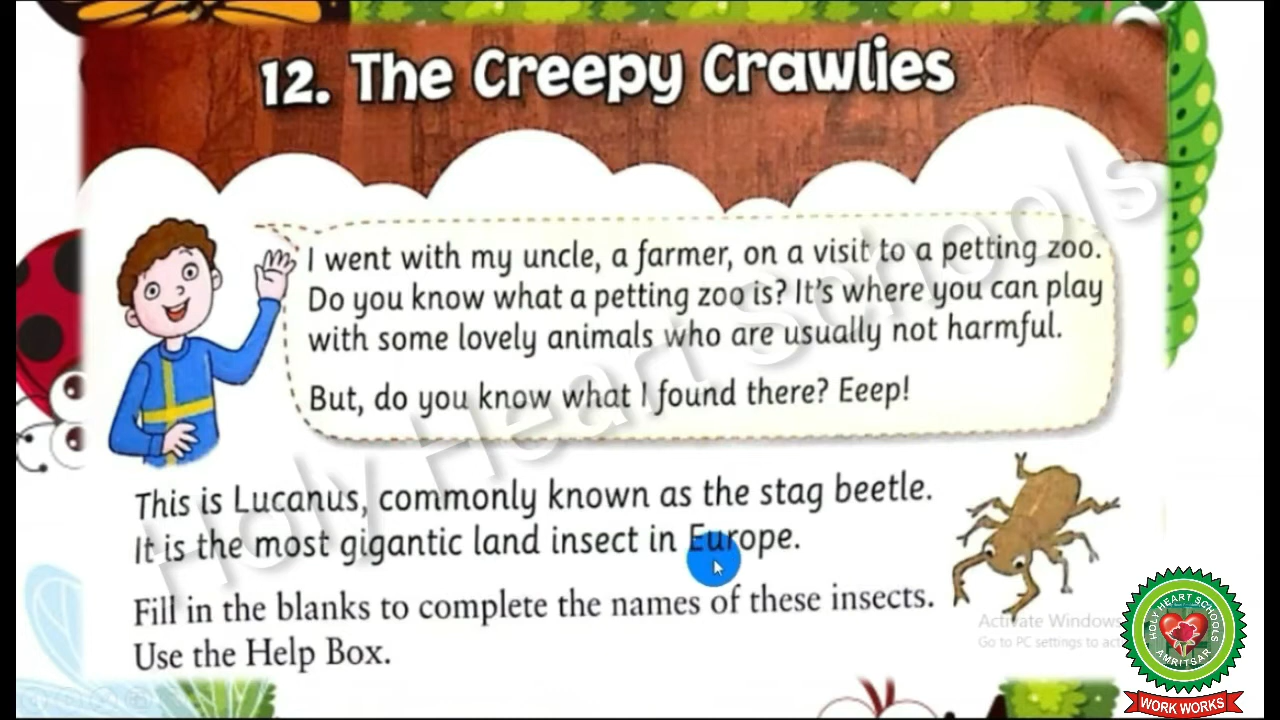 12. The Creepy Crawlies
I went with my uncle, a farmer, on a visit to a petting zoo.
Do you know what a petting zoo is? It's where you can play
with some lovely animals who are usually not harmful.
But, do you know what I found there? Eeep!
This is Lucanus, commonly known as the stag beetle.
It is the most gigantic land insect in Europe.
Fill in the blanks to complete the names of these insects.
Use the Help Box.
Holy Heart Schools
Activate Windows
Go to PC settings to act
HOLY HEART SCHOOLS
AMRITSAR
WORK WORKS